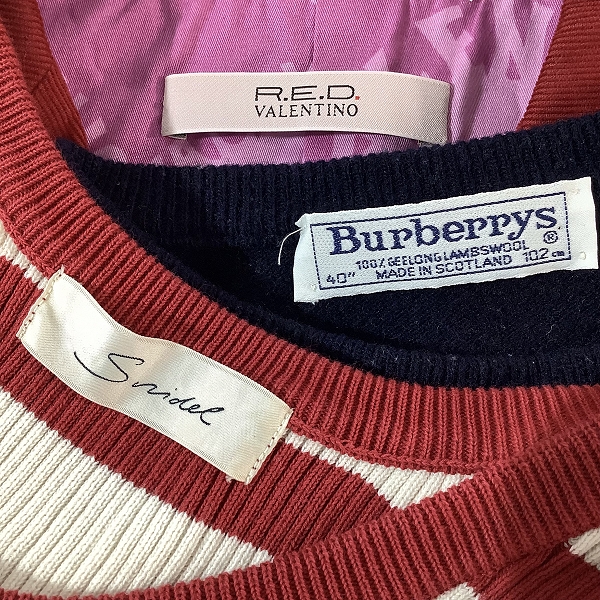 R.E.D.
VALENTINO
Burberrys®
100% GEELONG LAMBSWOOL
40" MADE IN SCOTLAND 102cm
Snidel